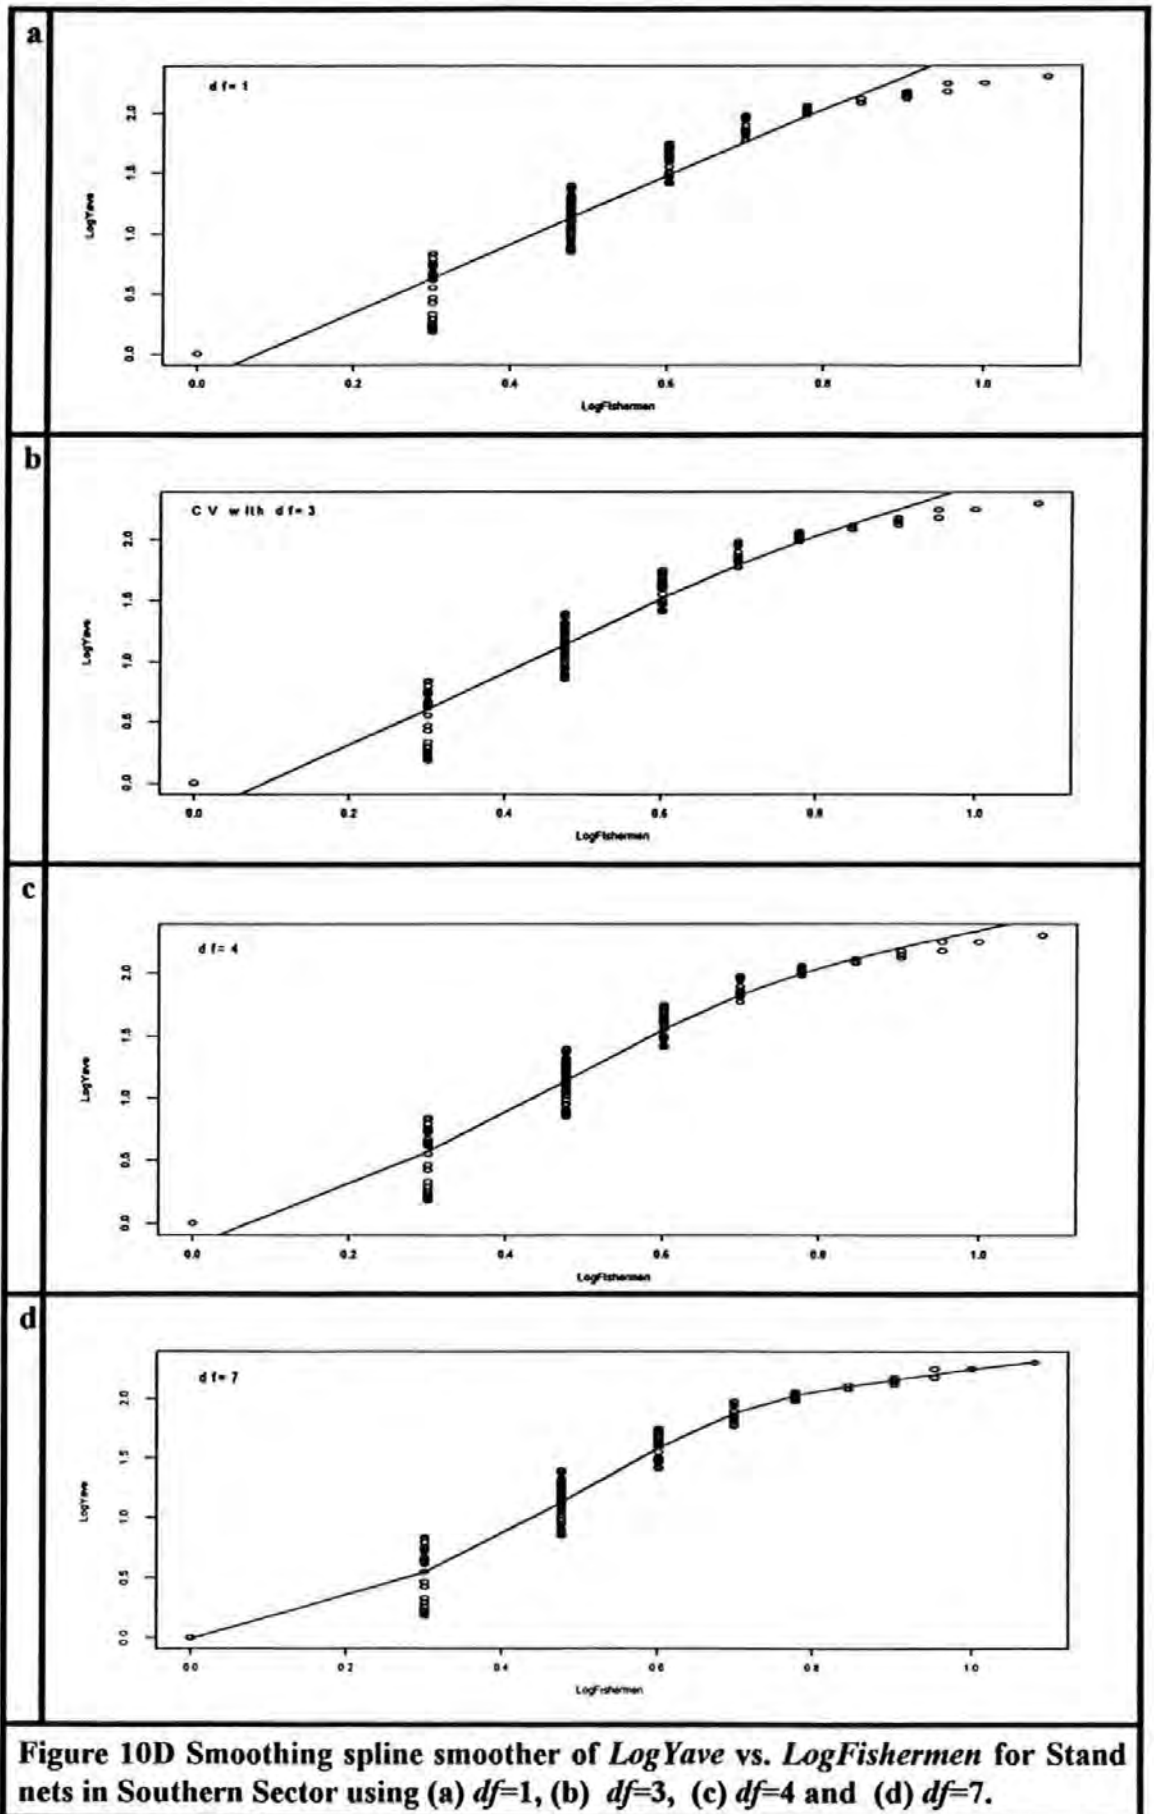 a
d f= 1
2.0
1.5
1.0
0.5
0.0
LogYave
0.0 0.2 0.4 0.6 0.8 1.0
LogFishermen
b
C V w ith d f= 3
2.0
1.5
1.0
0.5
0.0
LogYave
0.0 0.2 0.4 0.6 0.8 1.0
LogFishermen
c
d f= 4
2.0
1.5
1.0
0.5
0.0
LogYave
0.0 0.2 0.4 0.6 0.8 1.0
LogFishermen
d
d f= 7
2.0
1.5
1.0
0.5
0.0
LogYave
0.0 0.2 0.4 0.6 0.8 1.0
LogFishermen
Figure 10D Smoothing spline smoother of LogYave vs. LogFishermen for Stand
nets in Southern Sector using (a) df=1, (b) df=3, (c) df=4 and (d) df=7.